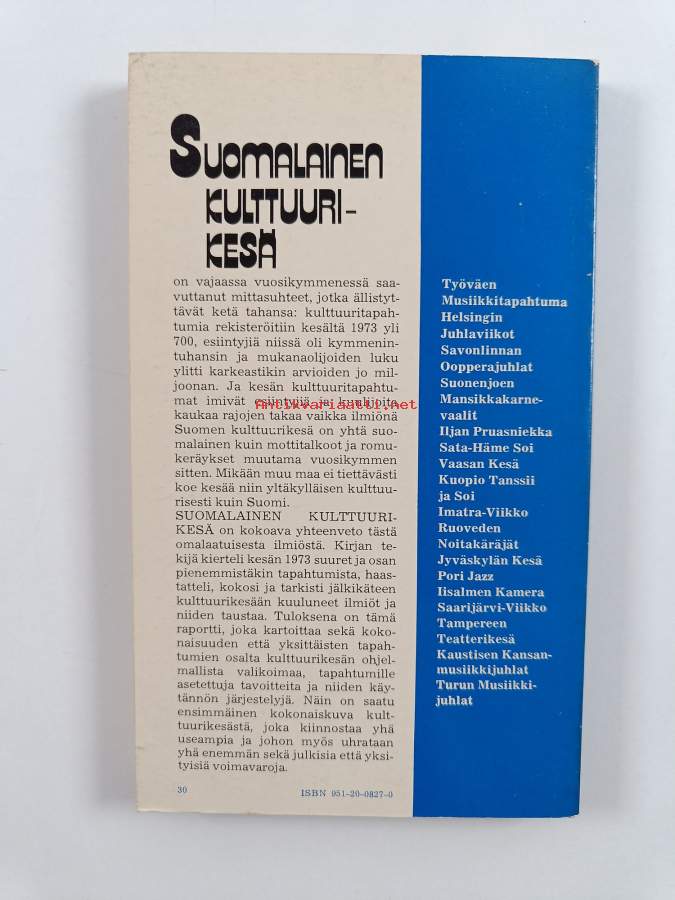 SUOMALAINEN
KULTTUURI-
KESÄ
on vajaassa vuosikymmenessä saa-
vuttanut mittasuhteet, jotka ällistyt-
tävät ketä tahansa: kulttuuritapah-
tumia rekisteröitiin kesältä 1973 yli
700, esiintyjiä niissä oli kymmenin-
tuhansin ja mukanaolijoiden luku
ylitti karkeastikin arvioiden jo mil-
joonan. Ja kesän kulttuuritapahtu-
mat imivät esiintyjiä ja kuulijoita
kaukaa rajojen takaa vaikka ilmiönä
Suomen kulttuurikesä on yhtä suo-
malainen kuin mottitalkoot ja romu-
keräykset muutama vuosikymmen
sitten. Mikään muu maa ei tiettävästi
koe kesää niin yltäkylläisen kulttuu-
risesti kuin Suomi.
SUOMALAINEN KULTTUURI-
KESÄ on kokoava yhteenveto tästä
omalaatuisesta ilmiöstä. Kirjan te-
kijä kierteli kesän 1973 suuret ja osan
pienemmistäkin tapahtumista, haas-
tatteli, kokosi ja tarkisti jälkikäteen
kulttuurikesään kuuluneet ilmiöt ja
niiden taustaa. Tuloksena on tämä
raportti, joka kartoittaa sekä koko-
naisuuden että yksittäisten tapah-
tumien osalta kulttuurikesän ohjel-
mallista valikoimaa, tapahtumille
asetettuja tavoitteita ja niiden käy-
tännön järjestelyjä. Näin on saatu
ensimmäinen kokonaiskuva kult-
tuurikesästä, joka kiinnostaa yhä
useampia ja johon myös uhrataan
yhä enemmän sekä julkisia että yksi-
tyisiä voimavaroja.
30 ISBN 951-20-0827-0
antikvariaatti.net
Työväen
Musiikkitapahtuma
Helsingin
Juhlaviikot
Savonlinnan
Oopperajuhlat
Suonenjoen
Mansikkakarne-
vaalit
Iljan Pruasniekka
Sata-Häme Soi
Vaasan Kesä
Kuopio Tanssii
ja Soi
Imatra-Viikko
Ruoveden
Noitakäräjät
Jyväskylän Kesä
Pori Jazz
Iisalmen Kamera
Saarijärvi-Viikko
Tampereen
Teatterikesä
Kaustisen Kansan-
musiikkijuhlat
Turun Musiikki-
juhlat